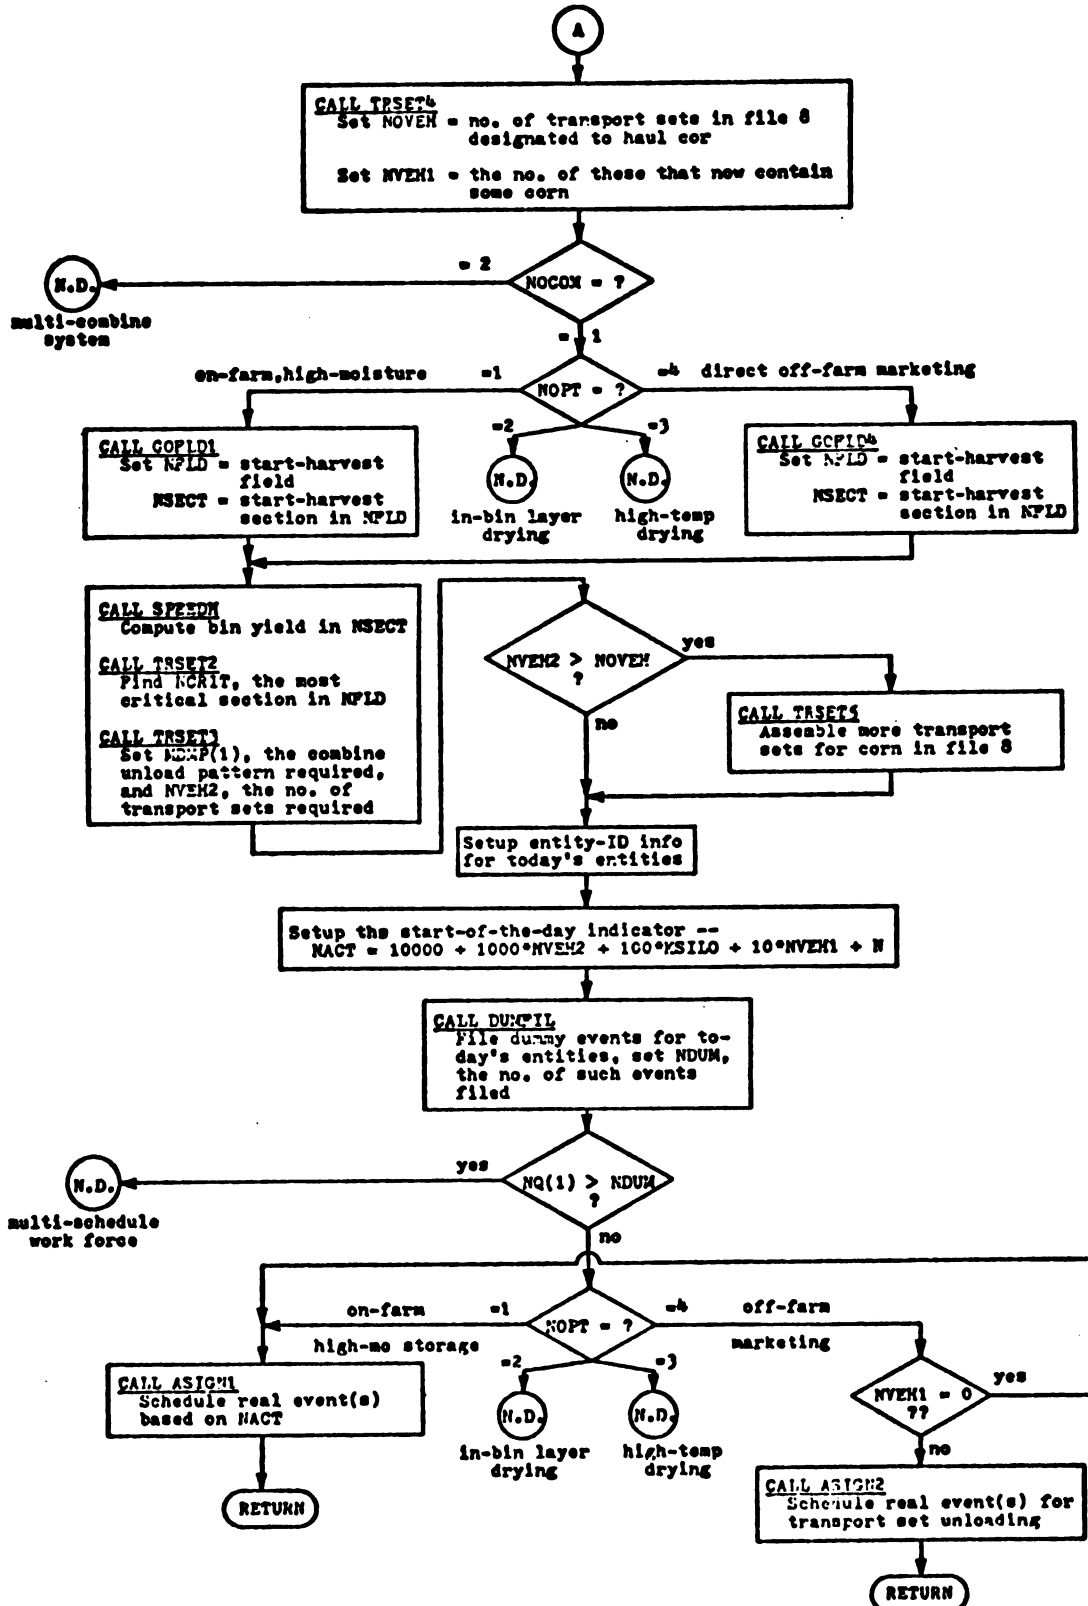 A
CALL TRSET4
Set NOVEH = no. of transport sets in file 8
designated to haul cor
Set NVEH1 = the no. of these that now contain
some corn
= 2
NOCOM = ?
N.D.
multi-combine
system
= 1
on-farm,high-moisture =1
NOPT = ?
=4 direct off-farm marketing
=2
=3
CALL GOFLD1
Set NFLD = start-harvest
field
NSECT = start-harvest
section in NFLD
N.D.
in-bin layer
drying
N.D.
high-temp
drying
CALL GOFLD4
Set NFLD = start-harvest
field
NSECT = start-harvest
section in NFLD
CALL SPEEDM
Compute bin yield in NSECT
CALL TRSET2
Find NCRIT, the most
critical section in NFLD
CALL TRSET3
Set NDMP(1), the combine
unload pattern required,
and NVEH2, the no. of
transport sets required
NVEH2 > NOVEH
?
yes
no
CALL TRSET5
Assemble more transport
sets for corn in file 8
Setup entity-ID info
for today's entities
Setup the start-of-the-day indicator --
NACT = 10000 + 1000*NVEH2 + 100*KSILO + 10*NVEH1 + N
CALL DUMFIL
File dummy events for to-
day's entities, set NDUM,
the no. of such events
filed
yes
NQ(1) > NDUM
?
N.D.
multi-schedule
work force
no
on-farm =1
high-mo storage
NOPT = ?
=4 off-farm
marketing
=2
=3
CALL ASIGN1
Schedule real event(s)
based on NACT
N.D.
in-bin layer
drying
N.D.
high-temp
drying
NVEH1 = 0
??
yes
no
RETURN
CALL ASIGN2
Schedule real event(s) for
transport set unloading
RETURN